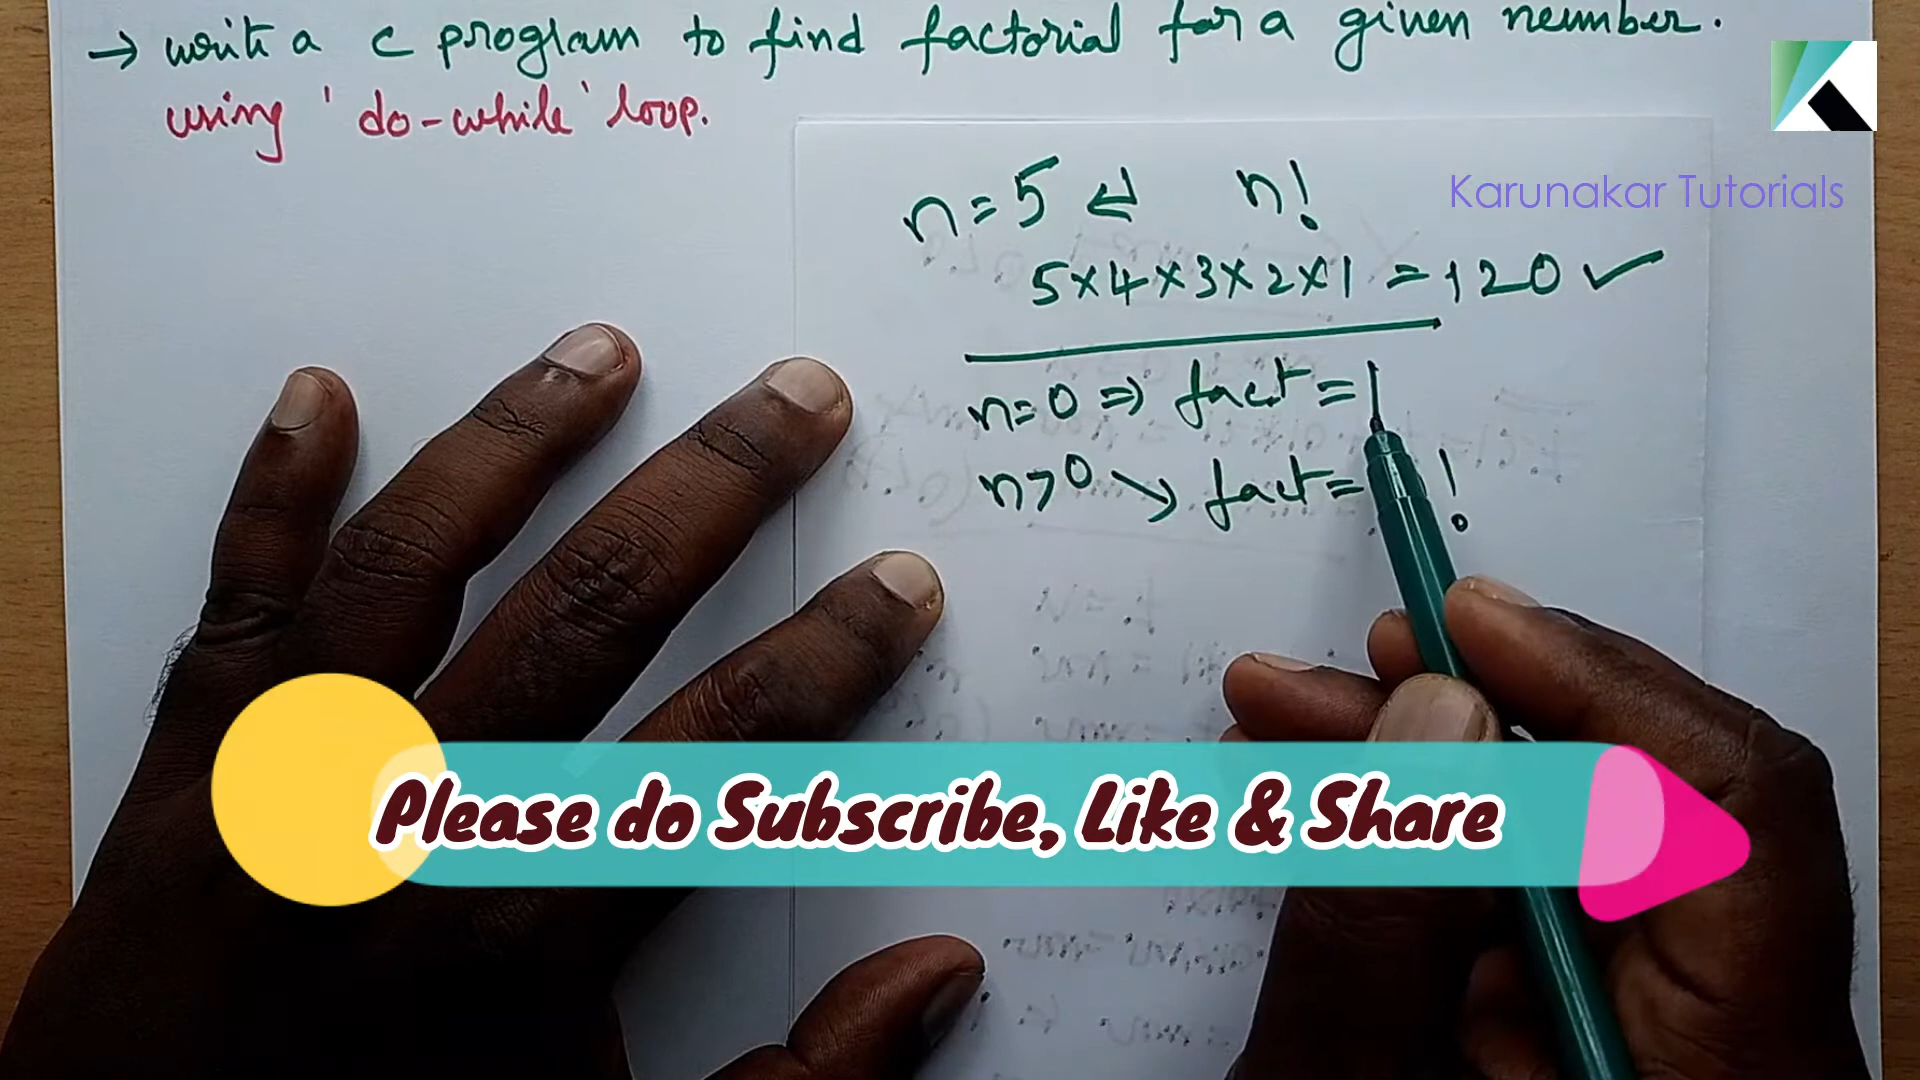 → write a c program to find factorial for a given number.
using 'do-while' loop.
Karunakar Tutorials
n=5 ↵ n!
5×4×3×2×1 = 120 ✓
n=0 ⇒ fact=1
n>0 ↘ fact= !
Please do Subscribe, Like & Share